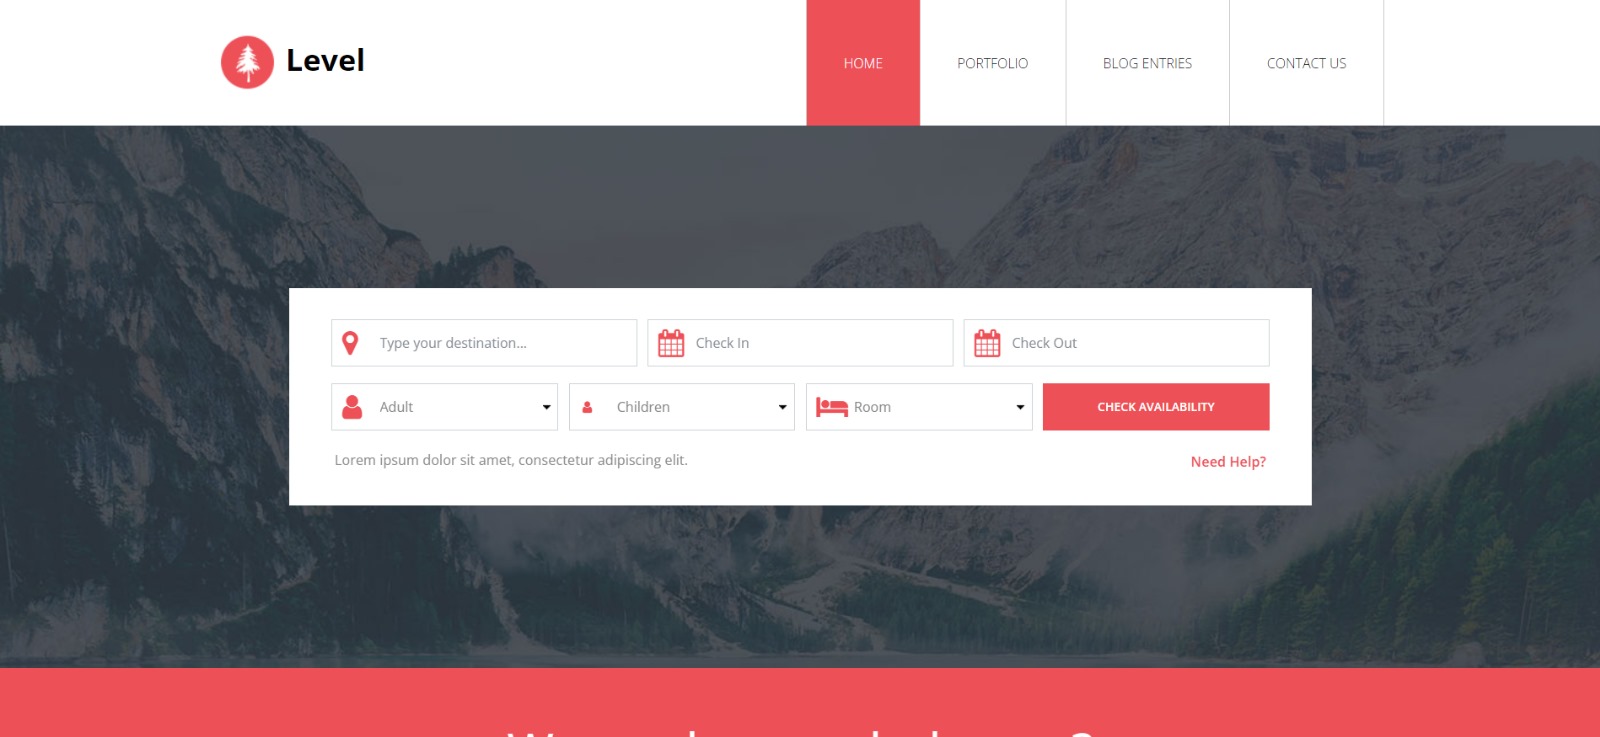 Level
HOME
PORTFOLIO
BLOG ENTRIES
CONTACT US
Type your destination...
Check In
Check Out
Adult
Children
Room
CHECK AVAILABILITY
Lorem ipsum dolor sit amet, consectetur adipiscing elit.
Need Help?